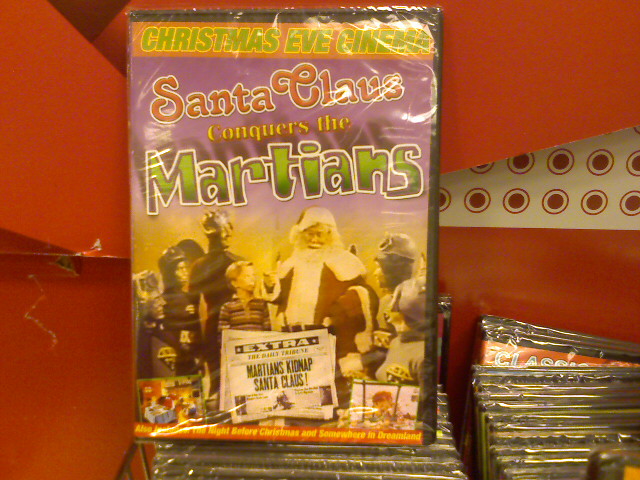 CHRISTMAS EVE CINEMA
Santa Claus
Conquers the
Martians
EXTRA
THE DAILY TRIBUNE
MARTIANS KIDNAP
SANTA CLAUS!
Also Night Before Christmas and Somewhere In Dreamland
CLASSIC